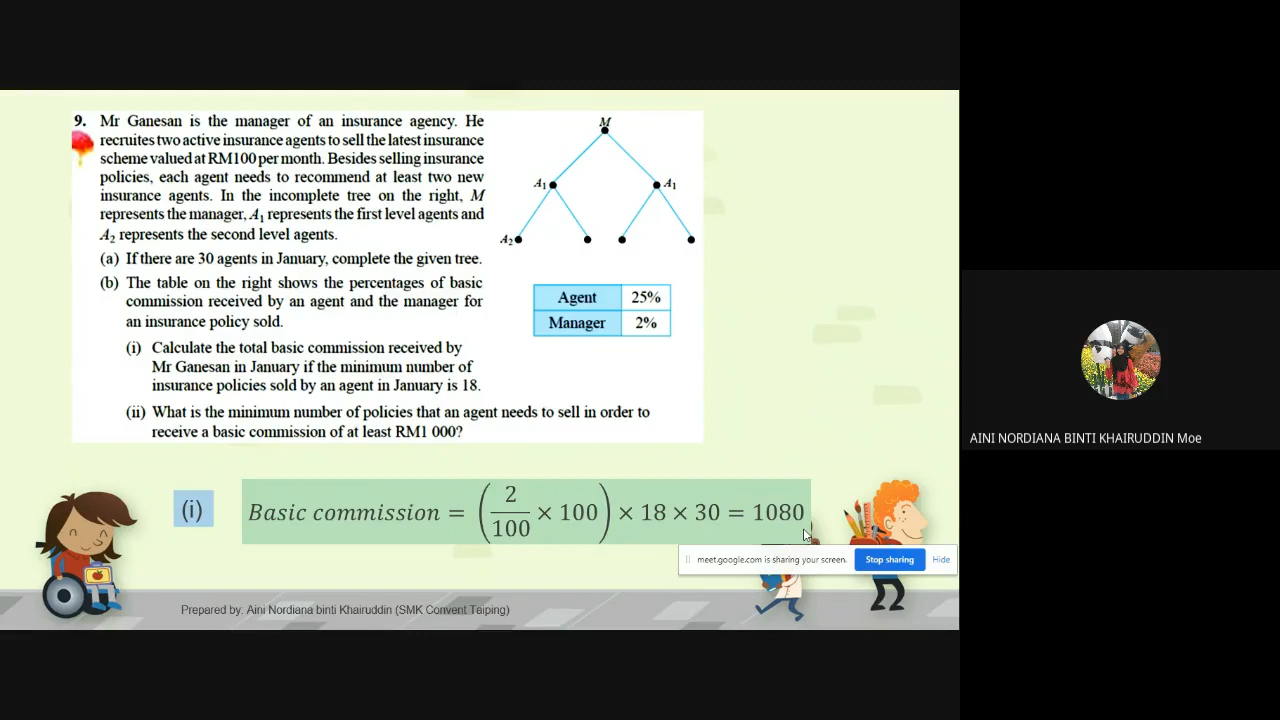 9. Mr Ganesan is the manager of an insurance agency. He
recruites two active insurance agents to sell the latest insurance
scheme valued at RM100 per month. Besides selling insurance
policies, each agent needs to recommend at least two new
insurance agents. In the incomplete tree on the right, M
represents the manager, A₁ represents the first level agents and
A₂ represents the second level agents.
(a) If there are 30 agents in January, complete the given tree.
(b) The table on the right shows the percentages of basic
commission received by an agent and the manager for
an insurance policy sold.
(i) Calculate the total basic commission received by
Mr Ganesan in January if the minimum number of
insurance policies sold by an agent in January is 18.
(ii) What is the minimum number of policies that an agent needs to sell in order to
receive a basic commission of at least RM1 000?
M
A₁ A₁
A₂
Agent 25%
Manager 2%
(i) Basic commission = (2/100 × 100) × 18 × 30 = 1080
meet.google.com is sharing your screen. Stop sharing Hide
Prepared by: Aini Nordiana binti Khairuddin (SMK Convent Taiping)
AINI NORDIANA BINTI KHAIRUDDIN Moe